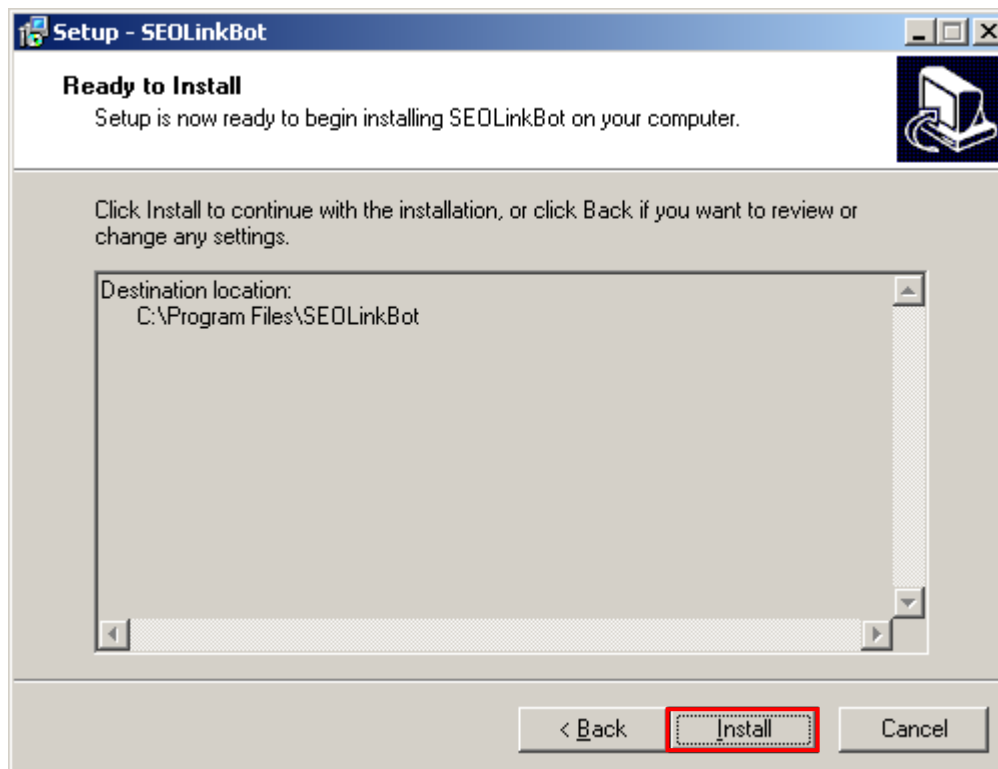 Setup - SEOLinkBot
Ready to Install
Setup is now ready to begin installing SEOLinkBot on your computer.
Click Install to continue with the installation, or click Back if you want to review or
change any settings.
Destination location:
C:\Program Files\SEOLinkBot
< Back
Install
Cancel